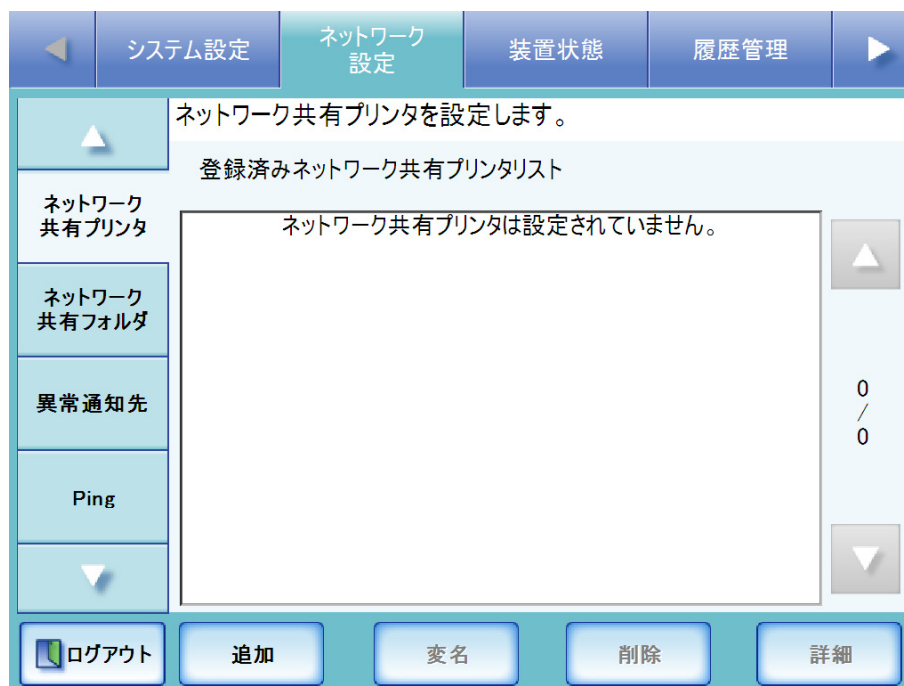 システム設定
ネットワーク
設定
装置状態
履歴管理
ネットワーク共有プリンタを設定します。
登録済みネットワーク共有プリンタリスト
ネットワーク
共有プリンタ
ネットワーク共有プリンタは設定されていません。
ネットワーク
共有フォルダ
異常通知先
0
/
0
Ping
ログアウト
追加
変名
削除
詳細